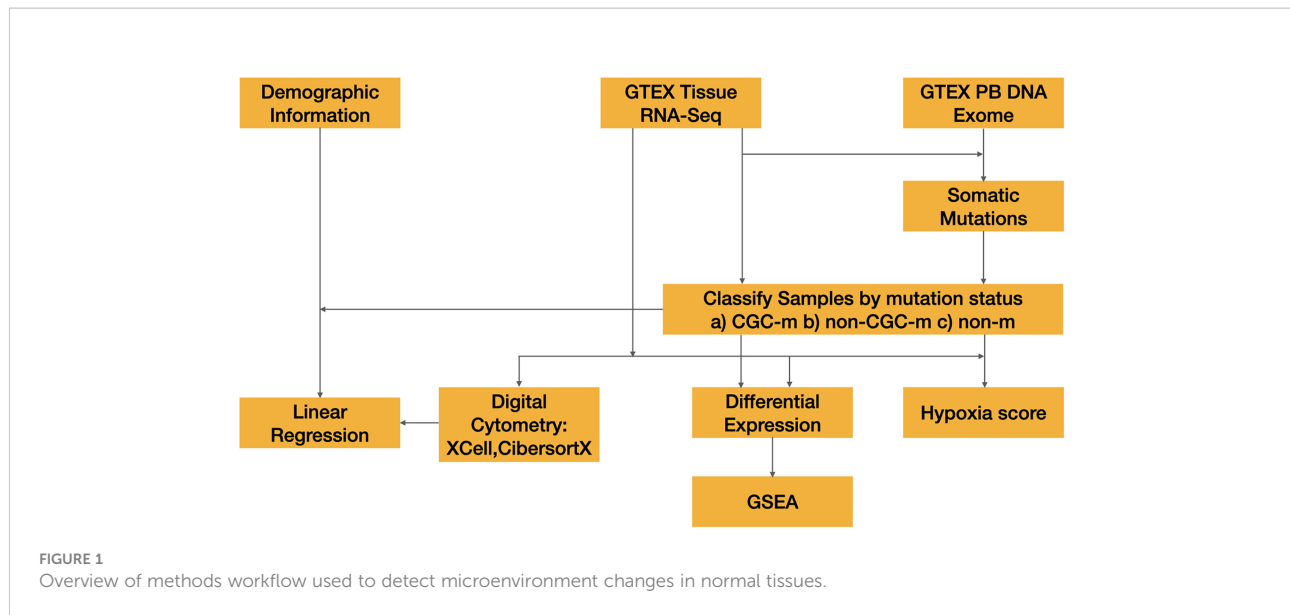 Demographic
Information
GTEX Tissue
RNA-Seq
GTEX PB DNA
Exome
Somatic
Mutations
Classify Samples by mutation status
a) CGC-m b) non-CGC-m c) non-m
Linear
Regression
Digital
Cytometry:
XCell,CibersortX
Differential
Expression
Hypoxia score
GSEA
FIGURE 1
Overview of methods workflow used to detect microenvironment changes in normal tissues.